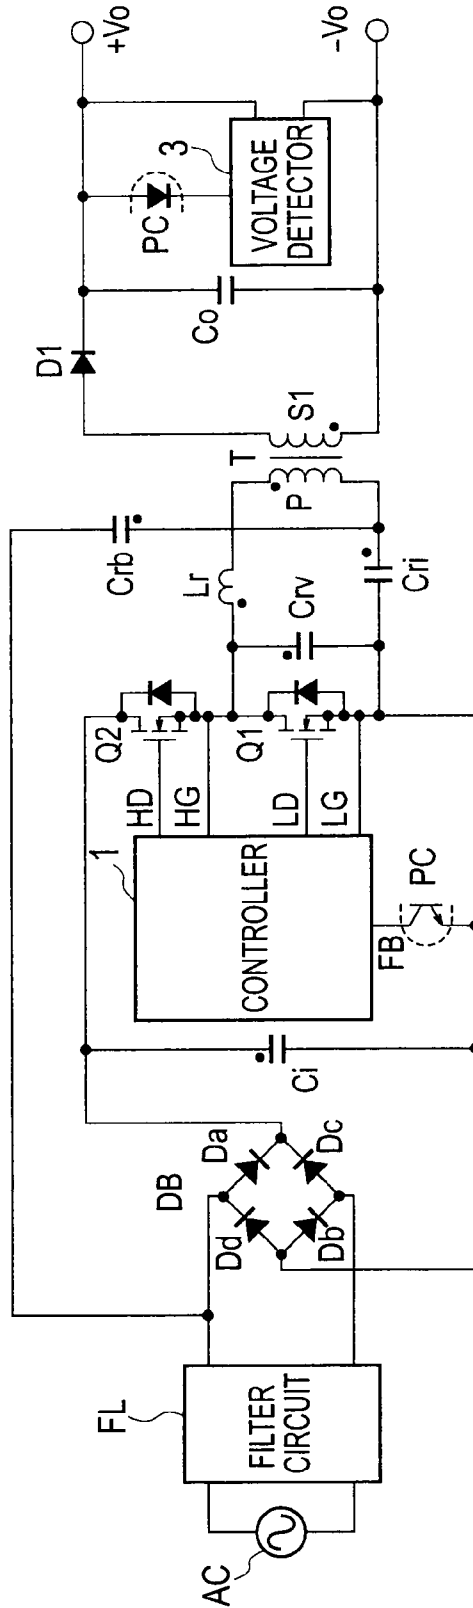 AC
FL
FILTER
CIRCUIT
DB
Da
Dd
Db
Dc
Ci
1
CONTROLLER
HD
HG
LD
LG
FB
PC
Q2
Q1
Crb
Lr
Crv
Cri
T
P
S1
D1
Co
PC
3
VOLTAGE
DETECTOR
+Vo
-Vo